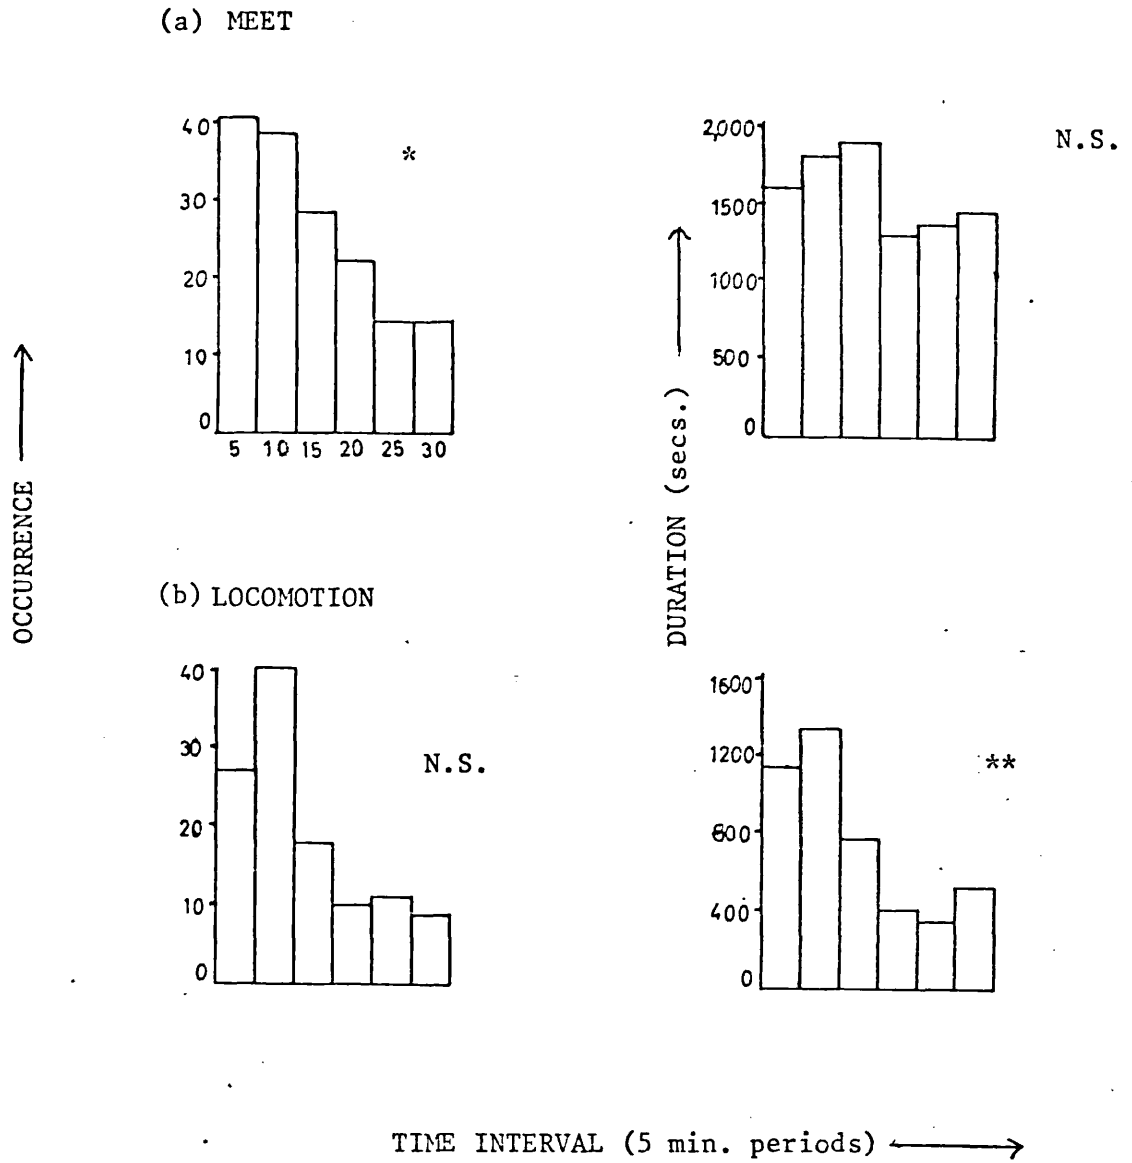 (a) MEET
40
30
20
10
0
*
5 10 15 20 25 30
2,000
1500
1000
500
0
N.S.
OCCURRENCE
DURATION (secs.)
(b) LOCOMOTION
40
30
20
10
0
N.S.
1600
1200
800
400
0
**
TIME INTERVAL (5 min. periods)